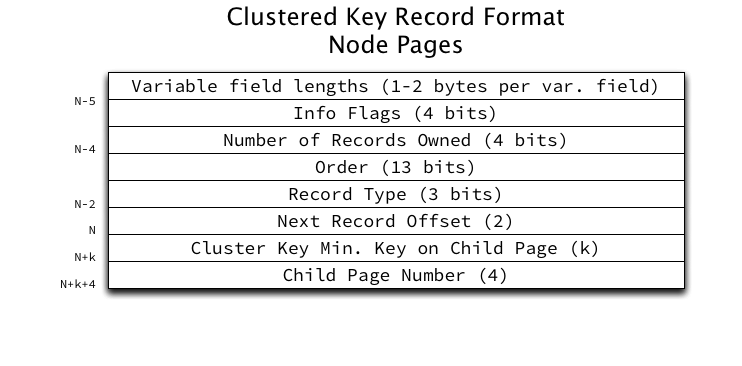 Clustered Key Record Format
Node Pages
Variable field lengths (1-2 bytes per var. field)
N-5
Info Flags (4 bits)
Number of Records Owned (4 bits)
N-4
Order (13 bits)
Record Type (3 bits)
N-2
Next Record Offset (2)
N
Cluster Key Min. Key on Child Page (k)
N+k
Child Page Number (4)
N+k+4